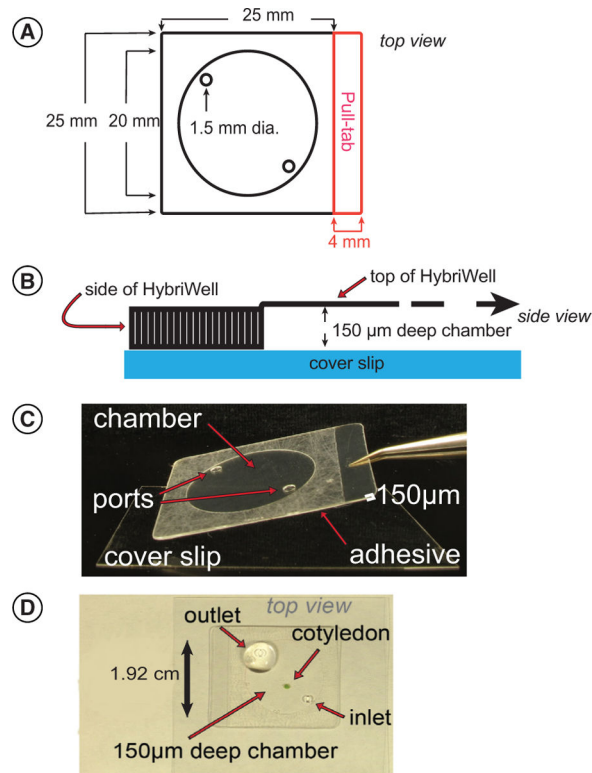 A
25 mm
top view
25 mm
20 mm
1.5 mm dia.
Pull-tab
4 mm
B
side of HybriWell
top of HybriWell
side view
150 µm deep chamber
cover slip
C
chamber
ports
150µm
cover slip
adhesive
D
top view
outlet
cotyledon
1.92 cm
inlet
150µm deep chamber